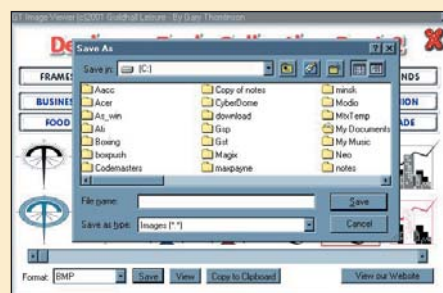 GT Image Viewer (c)2001 Guildhall Leisure - By Gary Thomlinson
Save As
Save in: (C:)
FRAMES
NDS
BUSINES
ION
FOOD
ADE
Aacc
Acer
As_win
Ati
Boxing
boxpush
Codemasters
Copy of notes
CyberDome
download
Gsp
Gst
Magix
maxpayne
minsk
Modio
MtxTemp
My Documents
My Music
Neo
notes
File name:
Save
Save as type: Images (*.*)
Cancel
Format: BMP Save View Copy to Clipboard View our Website